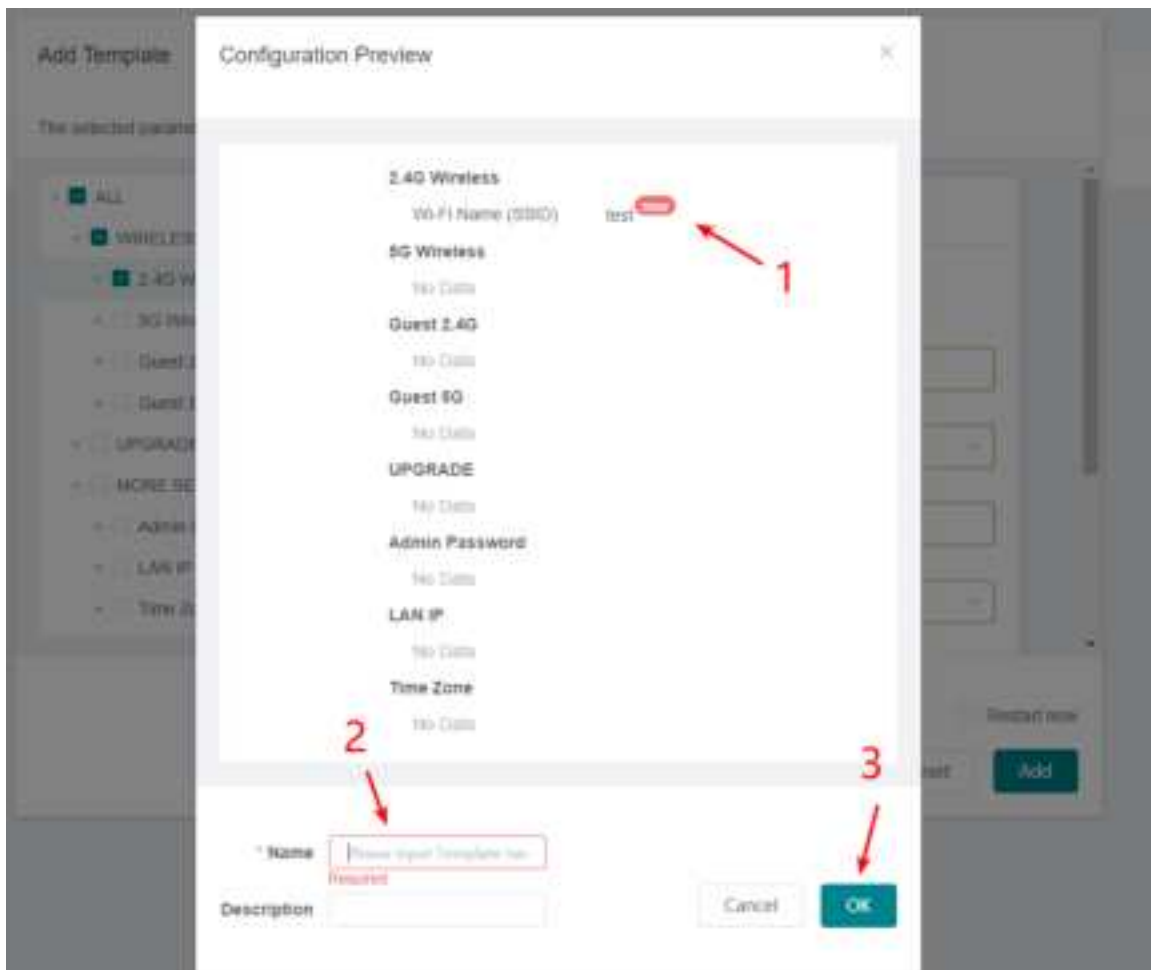 Add Template
Configuration Preview
×
The selected parame
2.4G Wireless
ALL
Wi-Fi Name (SSID) test
1
WIRELES
5G Wireless
2.4G W
No Data
5G Wire
Guest 2.4G
Guest 2
No Data
Guest 5
Guest 5G
No Data
UPGRADE
UPGRADE
MORE SE
No Data
Admin
Admin Password
No Data
LAN IP
LAN IP
Time Zo
No Data
Time Zone
No Data
2
Restart now
3
Add
* Name Please input Template
Required
Description
Cancel
OK